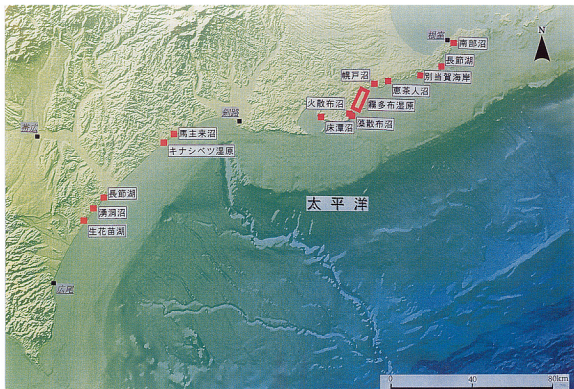 根室
南部沼
N
長節湖
幌戸沼
別当賀海岸
恵茶人沼
火散布沼
霧多布湿原
釧路
藻散布沼
床潭沼
馬主来沼
帯広
キナシベツ湿原
長節湖
太平洋
湧洞沼
生花苗湖
広尾
0 40 80km